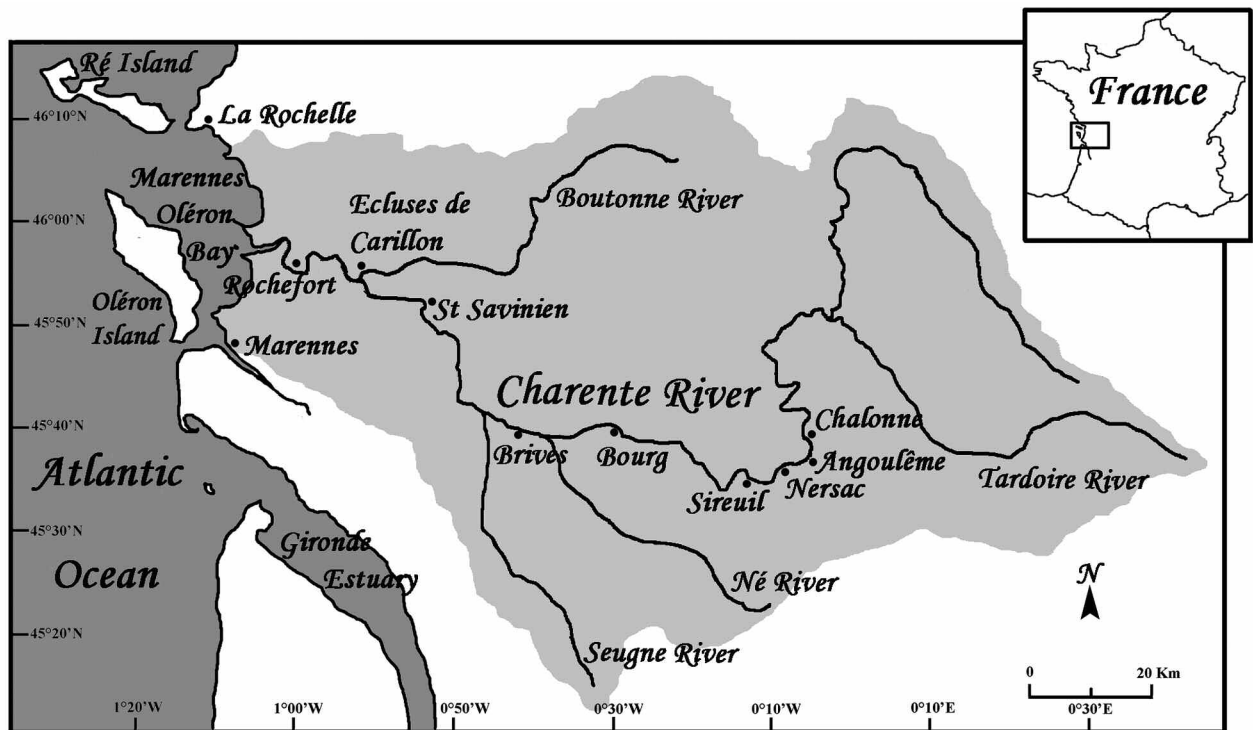 France
Ré Island
46°10'N
La Rochelle
Marennes
Oléron
Bay
46°00'N
Ecluses de
Carillon
Boutonne River
Rochefort
St Savinien
Oléron
Island
45°50'N
Marennes
Charente River
45°40'N
Chalonne
Brives
Bourg
Angoulême
Sireuil
Nersac
Tardoire River
Atlantic
Ocean
45°30'N
Gironde
Estuary
Né River
N
45°20'N
Seugne River
0
20 Km
1°20'W
1°00'W
0°50'W
0°30'W
0°10'W
0°10'E
0°30'E